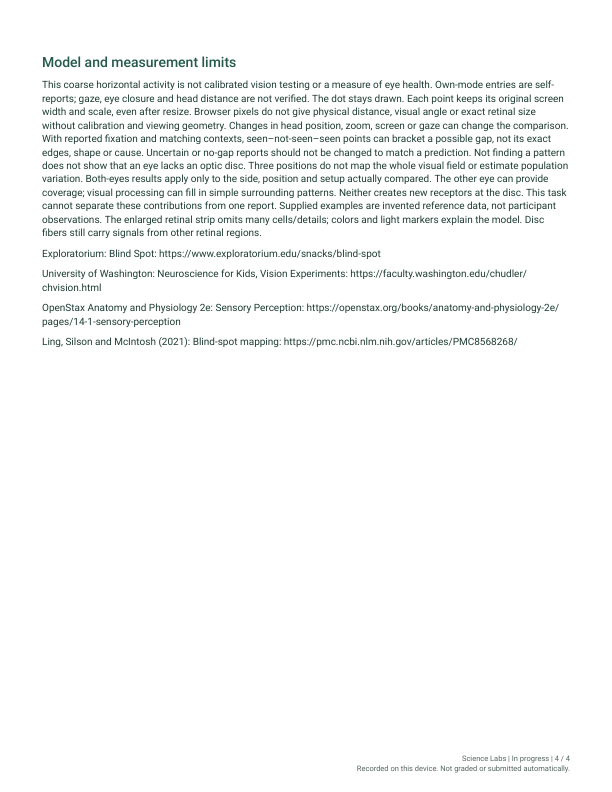 Model and measurement limits
This coarse horizontal activity is not calibrated vision testing or a measure of eye health. Own-mode entries are self-
reports; gaze, eye closure and head distance are not verified. The dot stays drawn. Each point keeps its original screen
width and scale, even after resize. Browser pixels do not give physical distance, visual angle or exact retinal size
without calibration and viewing geometry. Changes in head position, zoom, screen or gaze can change the comparison.
With reported fixation and matching contexts, seen–not-seen–seen points can bracket a possible gap, not its exact
edges, shape or cause. Uncertain or no-gap reports should not be changed to match a prediction. Not finding a pattern
does not show that an eye lacks an optic disc. Three positions do not map the whole visual field or estimate population
variation. Both-eyes results apply only to the side, position and setup actually compared. The other eye can provide
coverage; visual processing can fill in simple surrounding patterns. Neither creates new receptors at the disc. This task
cannot separate these contributions from one report. Supplied examples are invented reference data, not participant
observations. The enlarged retinal strip omits many cells/details; colors and light markers explain the model. Disc
fibers still carry signals from other retinal regions.
Exploratorium: Blind Spot: https://www.exploratorium.edu/snacks/blind-spot
University of Washington: Neuroscience for Kids, Vision Experiments: https://faculty.washington.edu/chudler/
chvision.html
OpenStax Anatomy and Physiology 2e: Sensory Perception: https://openstax.org/books/anatomy-and-physiology-2e/
pages/14-1-sensory-perception
Ling, Silson and McIntosh (2021): Blind-spot mapping: https://pmc.ncbi.nlm.nih.gov/articles/PMC8568268/
Science Labs | In progress | 4 / 4
Recorded on this device. Not graded or submitted automatically.